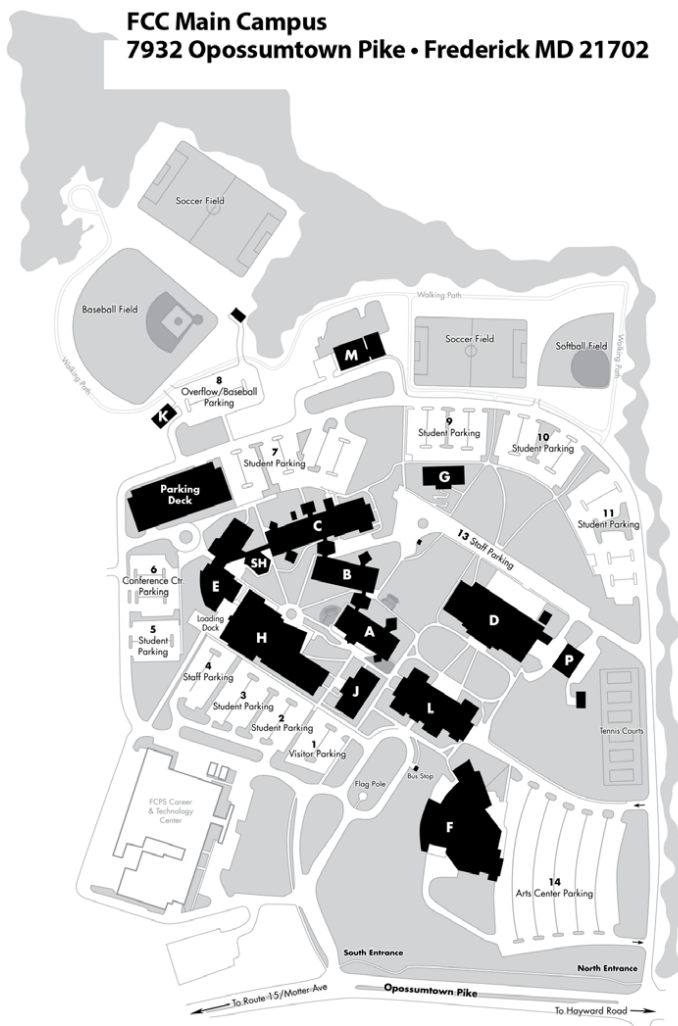 FCC Main Campus
7932 Opossumtown Pike • Frederick MD 21702
Soccer Field
Baseball Field
Walking Path
Walking Path
Soccer Field
Softball Field
Walking Path
M
8
Overflow/Baseball
Parking
K
9
Student Parking
10
Student Parking
7
Student Parking
Parking
Deck
G
11
Student Parking
C
13 Staff Parking
SH
B
6
Conference Ctr.
Parking
E
Loading
Dock
5
Student
Parking
H
A
D
P
4
Staff Parking
3
Student Parking
J
L
2
Student Parking
1
Visitor Parking
Tennis Courts
Flag Pole
Bus Stop
FCPS Career
& Technology
Center
F
14
Arts Center Parking
South Entrance
North Entrance
To Route 15/Motter Ave
Opossumtown Pike
To Hayward Road